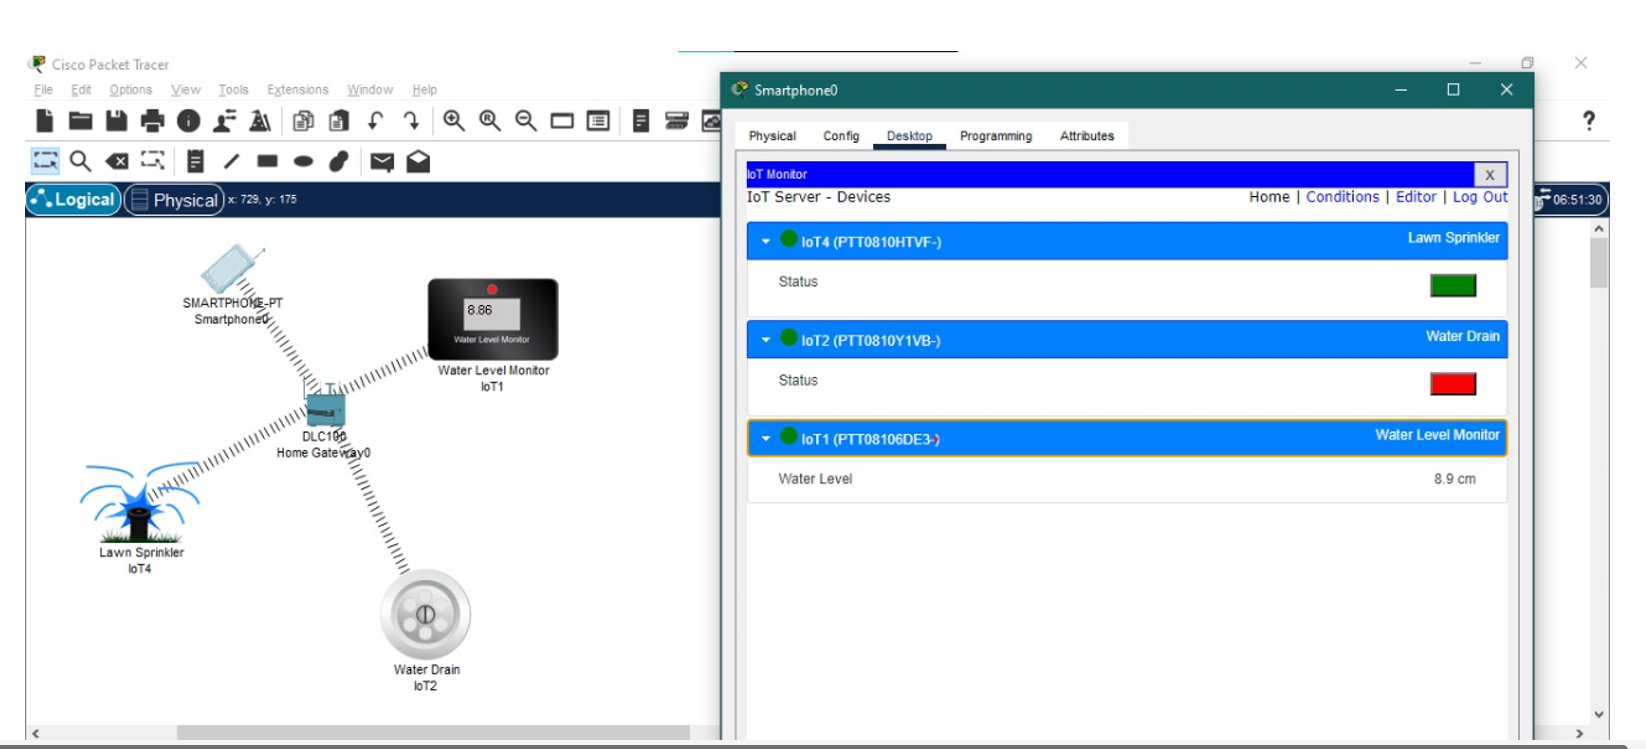 Cisco Packet Tracer
File Edit Options View Tools Extensions Window Help
?
Logical Physical x: 729, y: 175
06:51:30
SMARTPHONE-PT
Smartphone0
8.86
Water Level Monitor
Water Level Monitor
IoT1
DLC100
Home Gateway0
Lawn Sprinkler
IoT4
Water Drain
IoT2
Smartphone0
Physical Config Desktop Programming Attributes
IoT Monitor X
IoT Server - Devices Home | Conditions | Editor | Log Out
IoT4 (PTT0810HTVF-) Lawn Sprinkler
Status
IoT2 (PTT0810Y1VB-) Water Drain
Status
IoT1 (PTT08106DE3-) Water Level Monitor
Water Level 8.9 cm